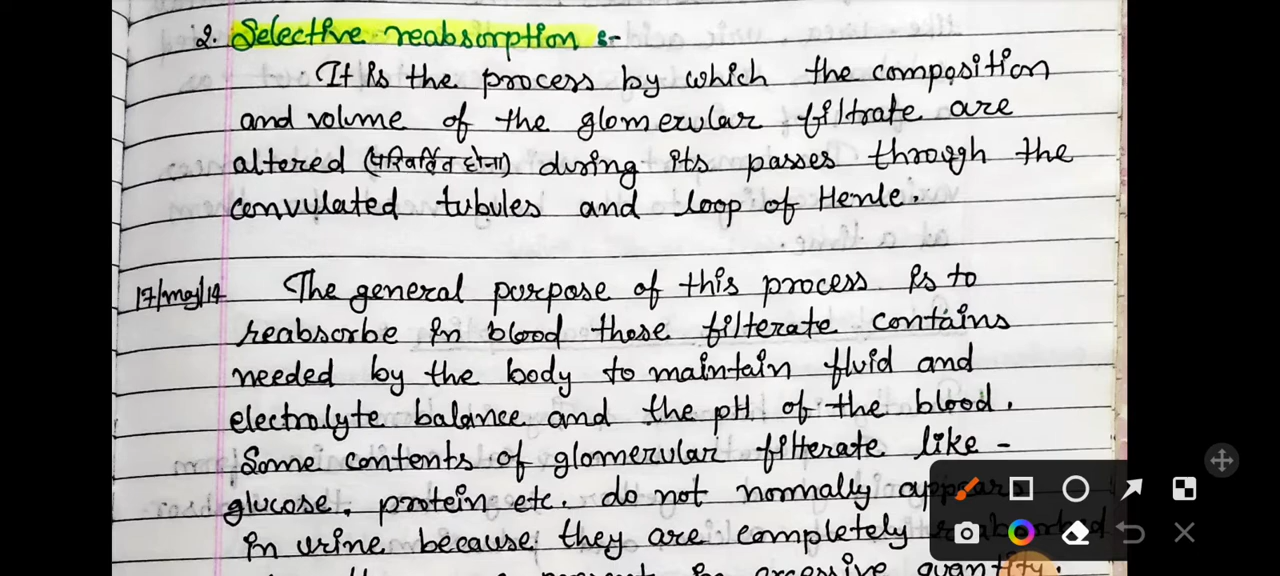 2. Selective reabsorption :-
It is the process by which the composition
and volume of the glomerular filtrate are
altered (परिवर्तित होना) during its passes through the
convulated tubules and loop of Henle.
17/may/19 The general purpose of this process is to
reabsorbe in blood those filterate contains
needed by the body to maintain fluid and
electrolyte balance and the pH of the blood.
Some contents of glomerular filterate like -
glucose, protein etc. do not normally appears
in urine because they are completely
excessive quantity.